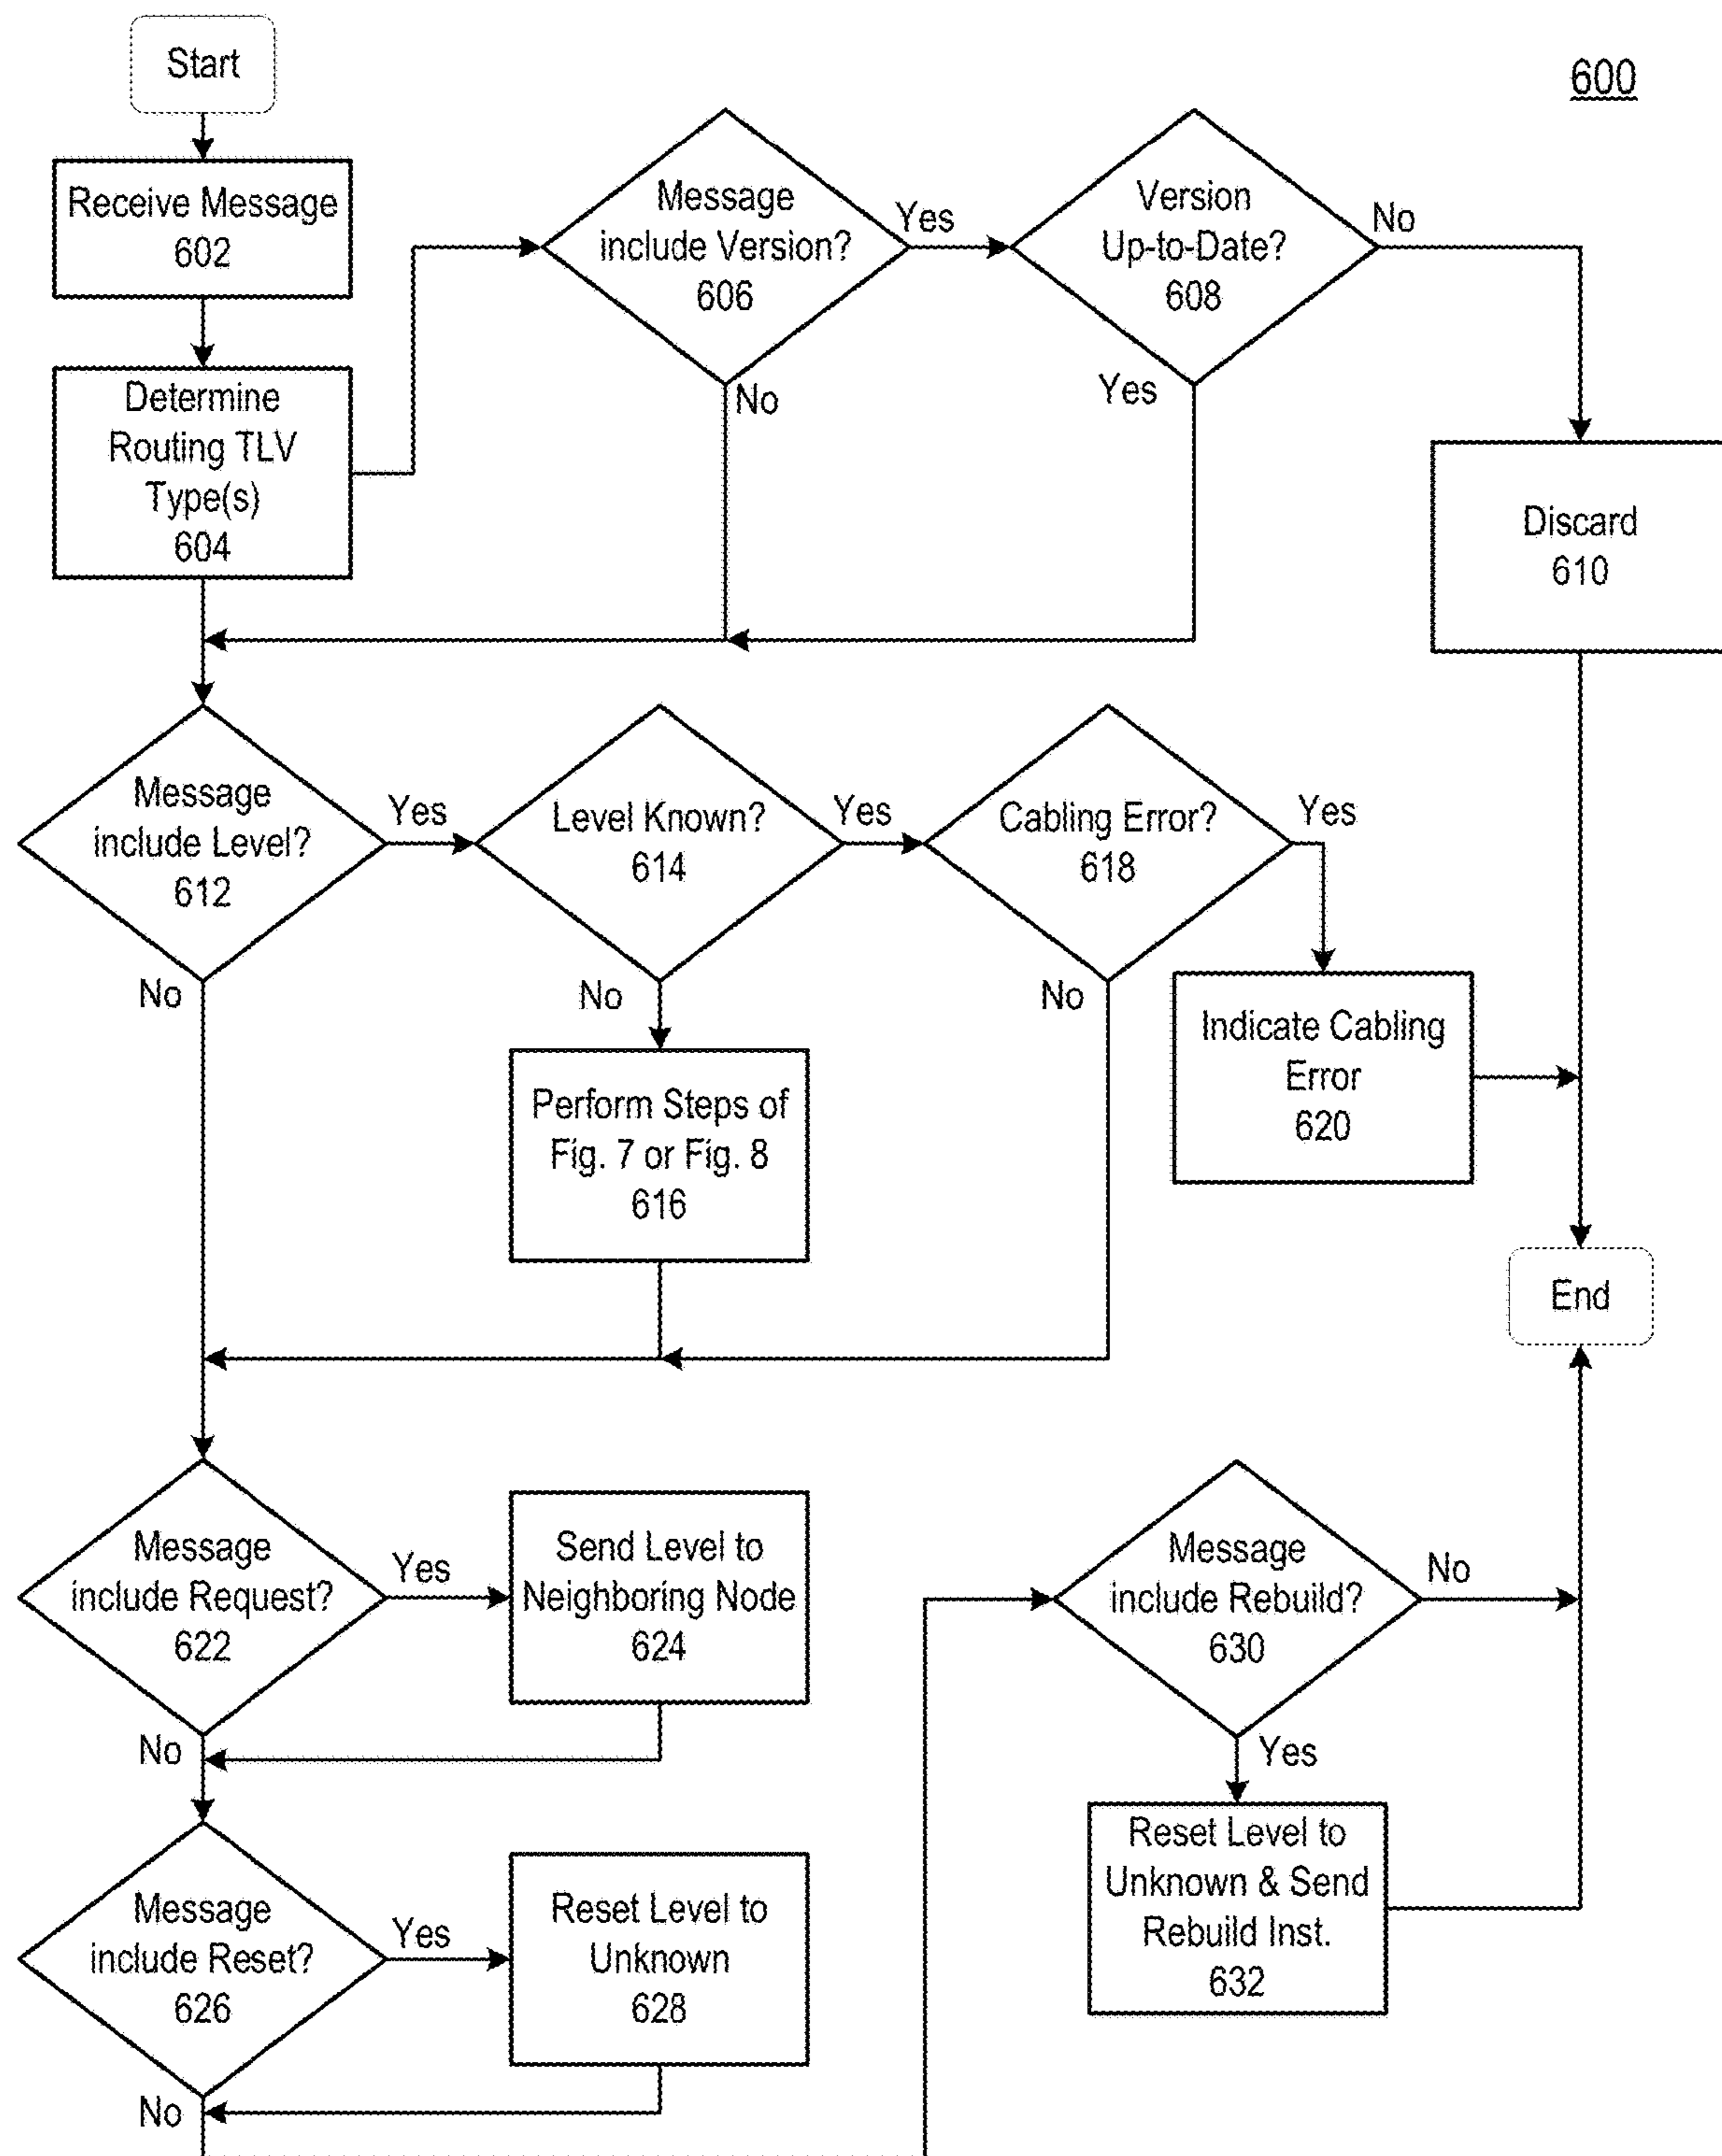 Start
600
Receive Message
602
Message
include Version?
606
Yes
Version
Up-to-Date?
608
No
Determine
Routing TLV
Type(s)
604
No
Yes
Discard
610
Message
include Level?
612
Yes
Level Known?
614
Yes
Cabling Error?
618
Yes
No
No
No
Perform Steps of
Fig. 7 or Fig. 8
616
Indicate Cabling
Error
620
End
Message
include Request?
622
Yes
Send Level to
Neighboring Node
624
Message
include Rebuild?
630
No
No
Yes
Message
include Reset?
626
Yes
Reset Level to
Unknown
628
Reset Level to
Unknown & Send
Rebuild Inst.
632
No